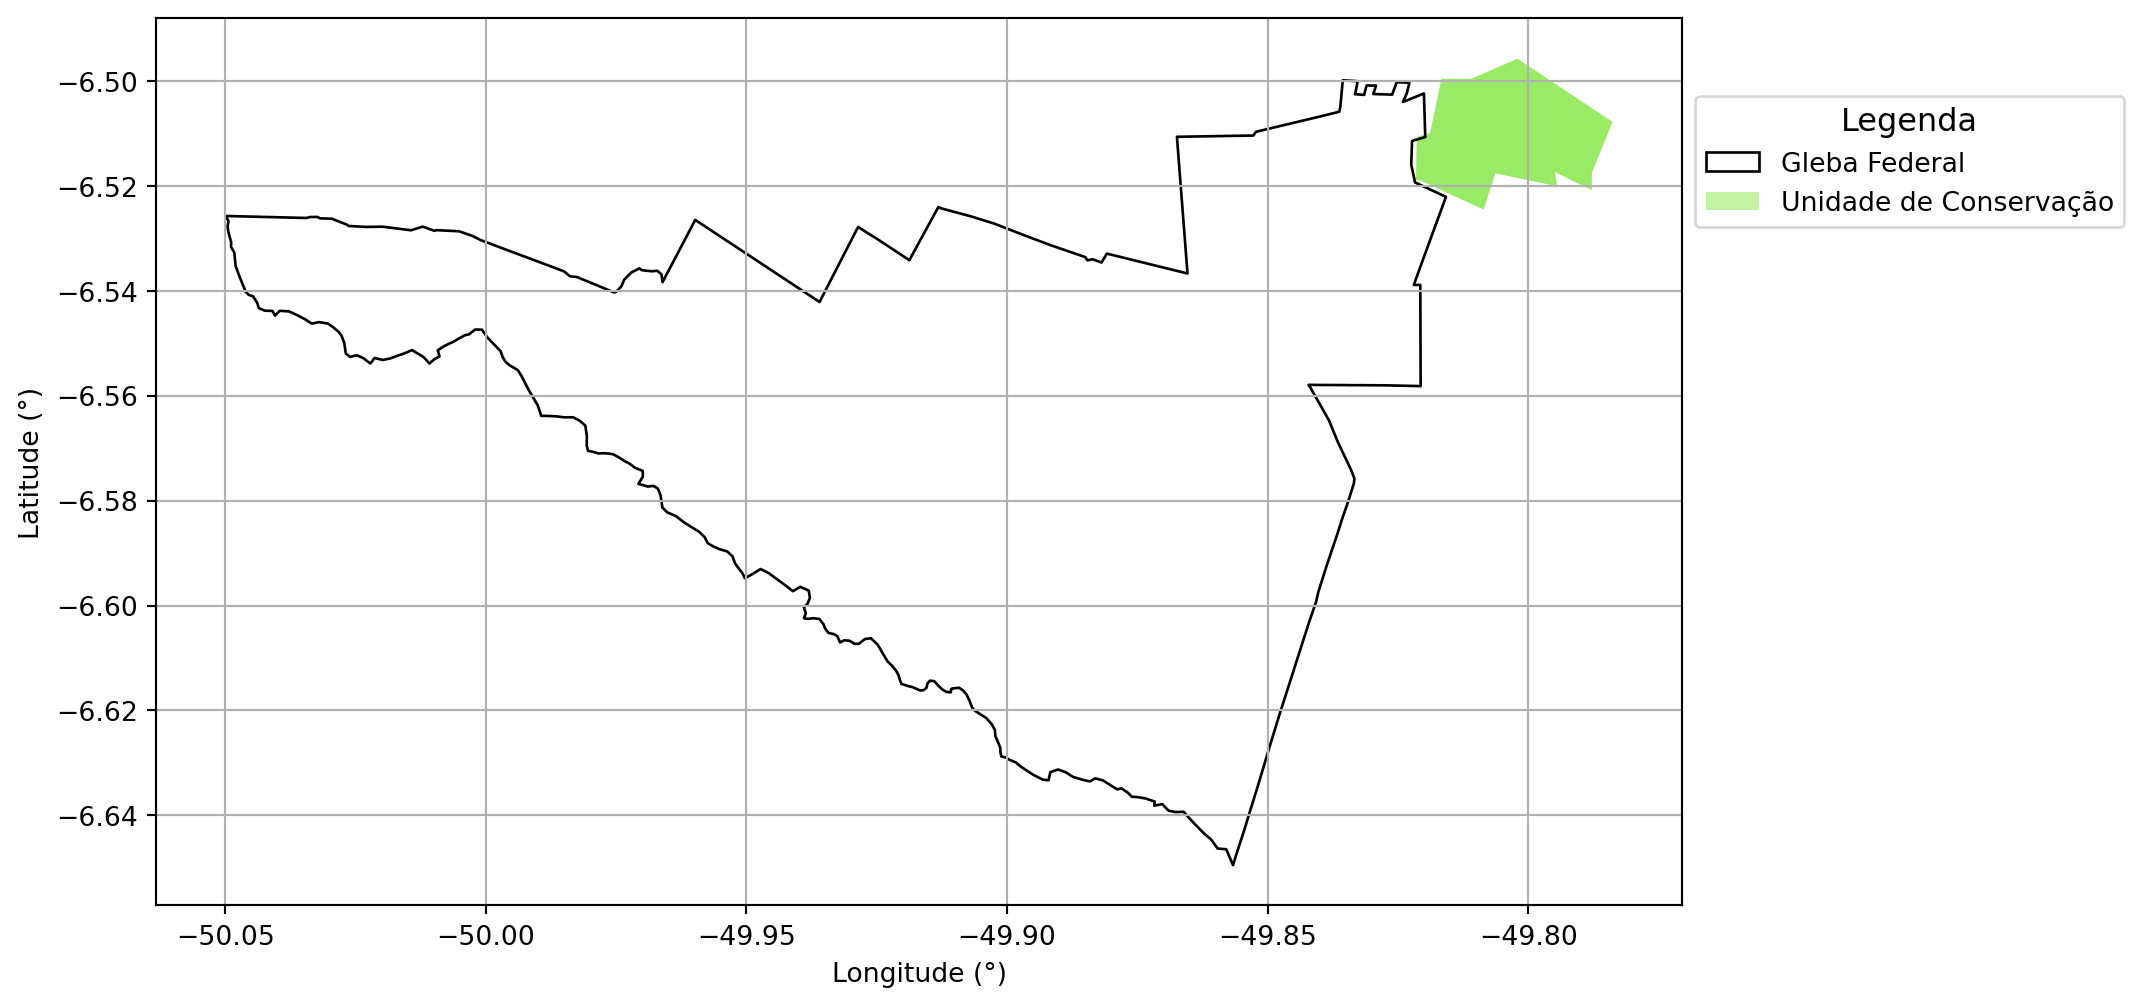 −6.50
−6.52
−6.54
−6.56
−6.58
−6.60
−6.62
−6.64
Latitude (°)
−50.05 −50.00 −49.95 −49.90 −49.85 −49.80
Longitude (°)
Legenda
Gleba Federal
Unidade de Conservação